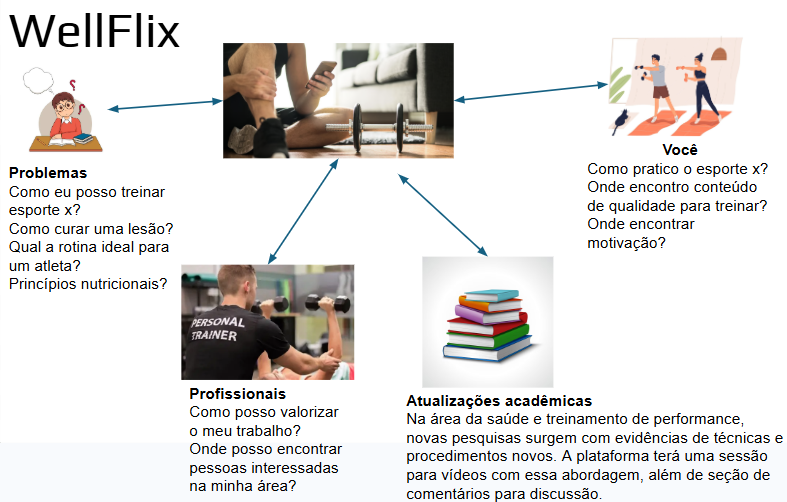 WellFlix
Problemas
Como eu posso treinar
esporte x?
Como curar uma lesão?
Qual a rotina ideal para
um atleta?
Princípios nutricionais?
Você
Como pratico o esporte x?
Onde encontro conteúdo
de qualidade para treinar?
Onde encontrar
motivação?
PERSONAL
TRAINER
Profissionais
Como posso valorizar
o meu trabalho?
Onde posso encontrar
pessoas interessadas
na minha área?
Atualizações acadêmicas
Na área da saúde e treinamento de performance,
novas pesquisas surgem com evidências de técnicas e
procedimentos novos. A plataforma terá uma sessão
para vídeos com essa abordagem, além de seção de
comentários para discussão.